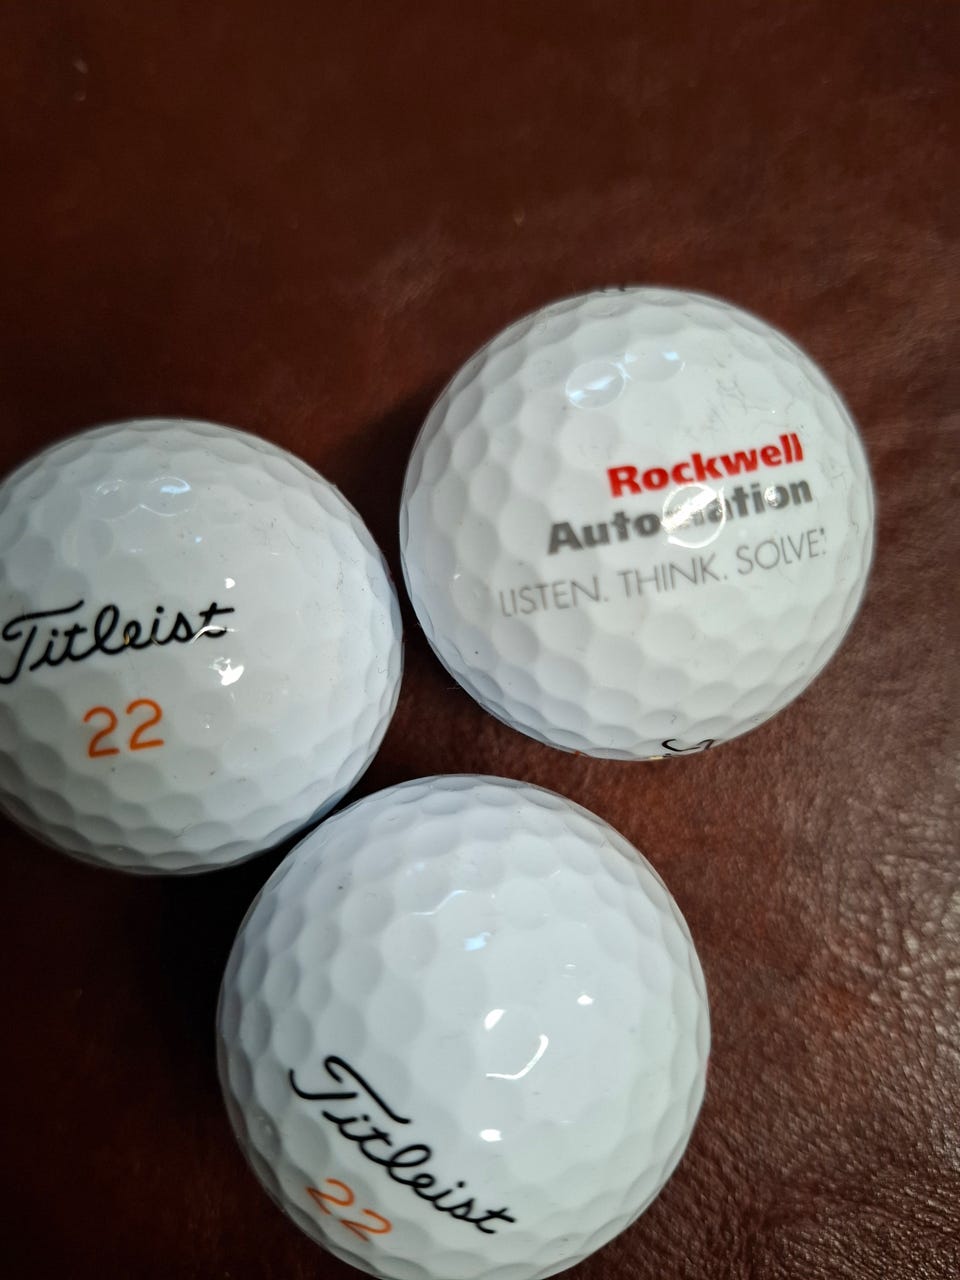 Rockwell
Automation
LISTEN. THINK. SOLVE.
Titleist
22
Titleist
22